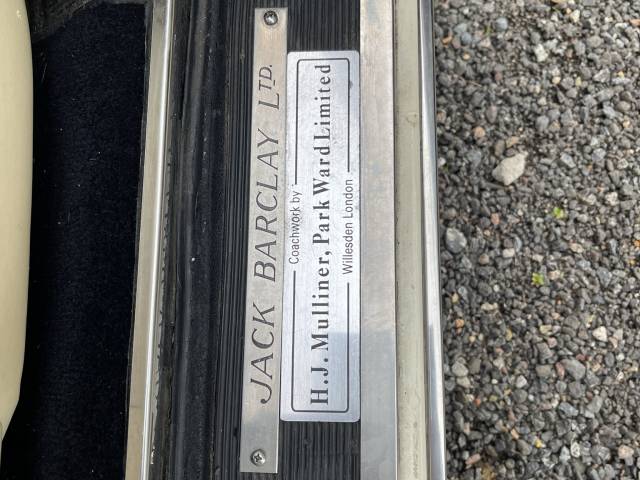 JACK BARCLAY LTD.
Coachwork by
H.J. Mulliner, Park Ward Limited
Willesden London